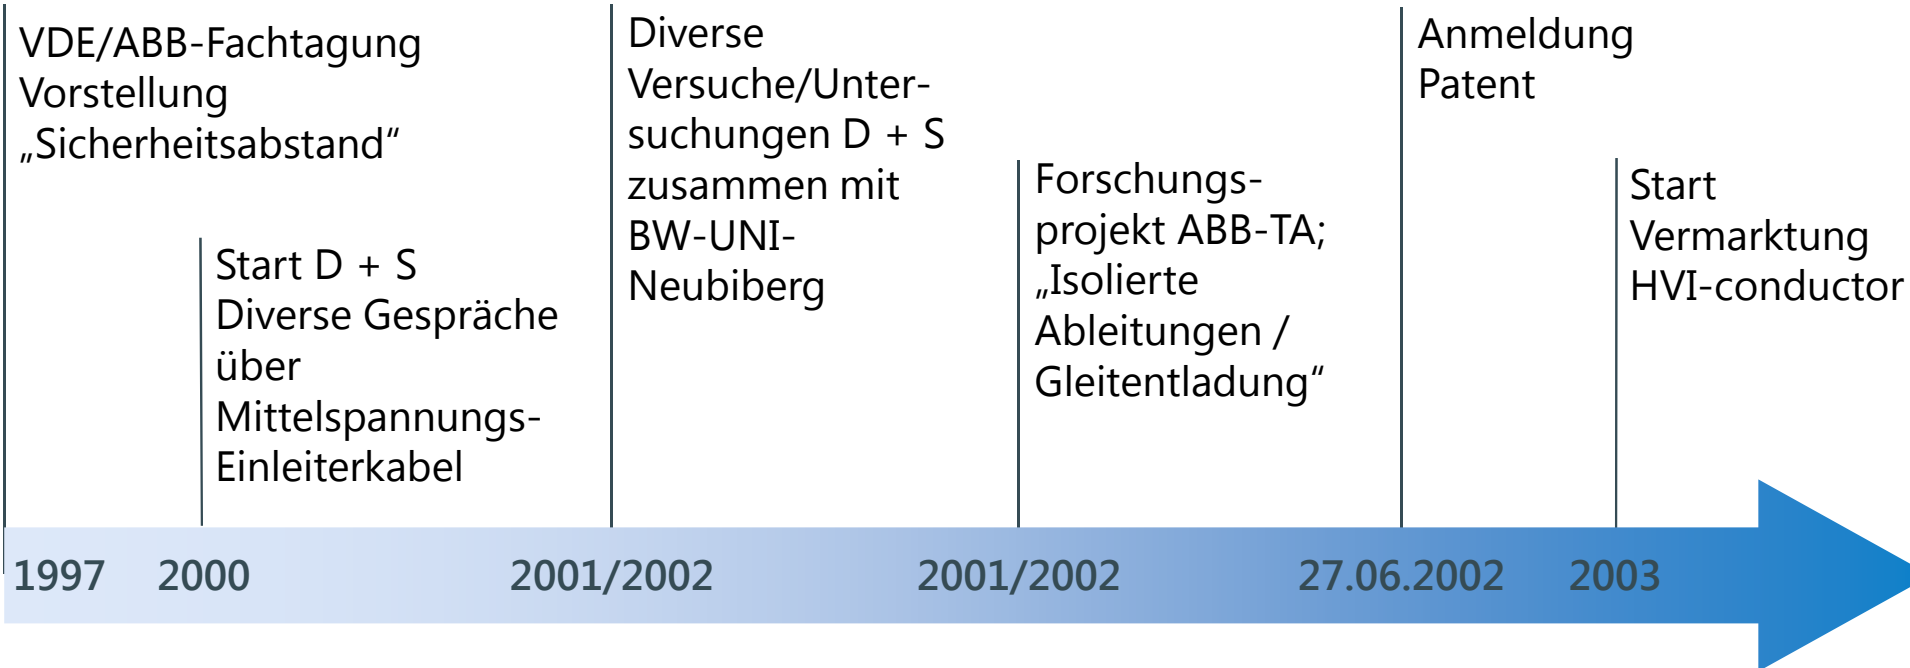 VDE/ABB-Fachtagung
Vorstellung
„Sicherheitsabstand“
Start D + S
Diverse Gespräche
über
Mittelspannungs-
Einleiterkabel
Diverse
Versuche/Unter-
suchungen D + S
zusammen mit
BW-UNI-
Neubiberg
Forschungs-
projekt ABB-TA;
„Isolierte
Ableitungen /
Gleitentladung“
Anmeldung
Patent
Start
Vermarktung
HVI-conductor
1997 2000 2001/2002 2001/2002 27.06.2002 2003